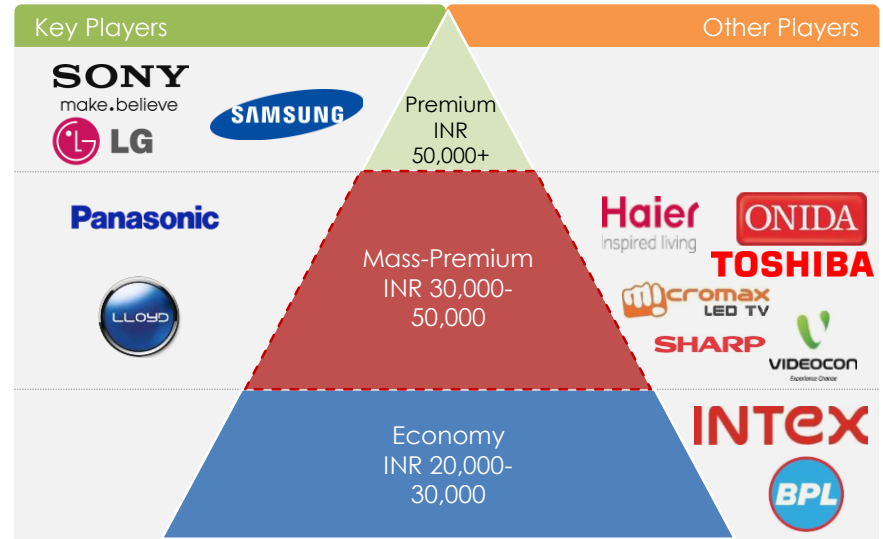 Key Players
Other Players
SONY
make.believe
SAMSUNG
LG
Premium
INR
50,000+
Panasonic
LLOYD
Mass-Premium
INR 30,000-
50,000
Haier
Inspired living
ONIDA
TOSHIBA
micromax
LED TV
SHARP
VIDEOCON
Experience Change
Economy
INR 20,000-
30,000
INTEX
BPL